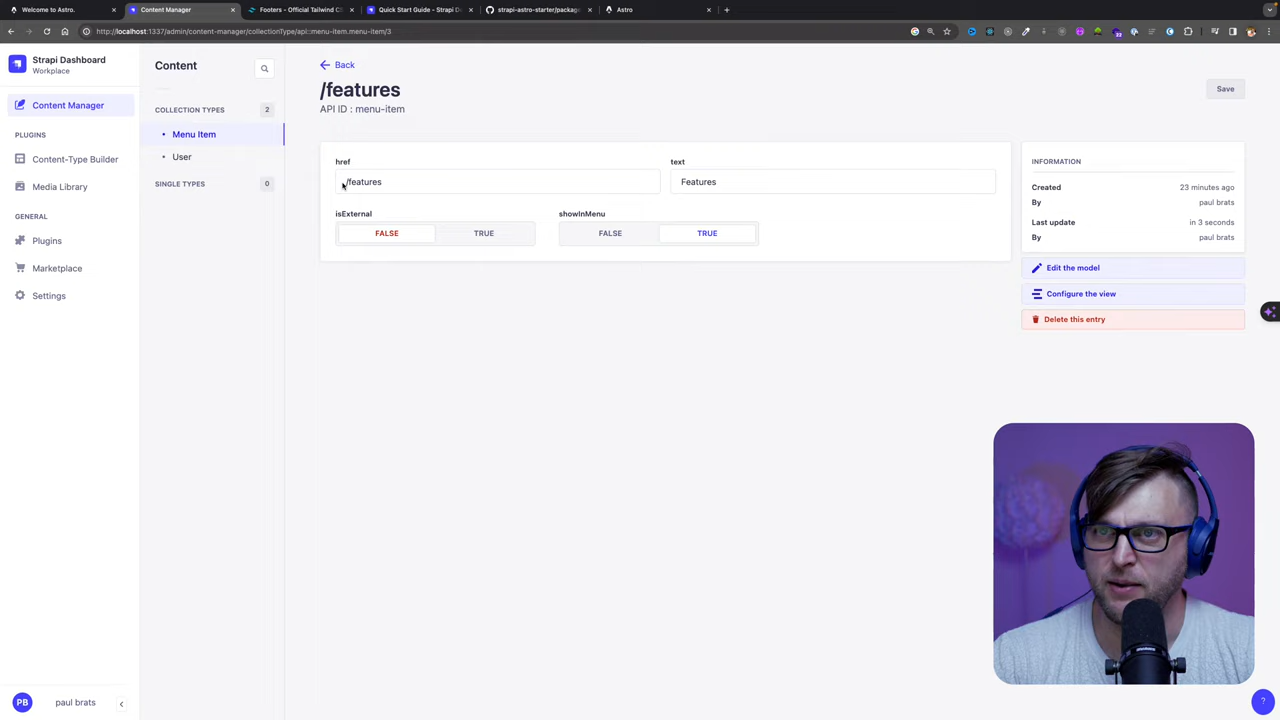 Welcome to Astro.
Content Manager
Footers - Official Tailwind CS
Quick Start Guide - Strapi De
strapi-astro-starter/package
Astro
http://localhost:1337/admin/content-manager/collectionType/api::menu-item.menu-item/3
Strapi Dashboard
Workplace
Content Manager
PLUGINS
Content-Type Builder
Media Library
GENERAL
Plugins
Marketplace
Settings
PB
paul brats
Content
COLLECTION TYPES
2
Menu Item
User
SINGLE TYPES
0
Back
/features
API ID : menu-item
Save
href
/features
text
Features
isExternal
FALSE
TRUE
showInMenu
FALSE
TRUE
INFORMATION
Created
23 minutes ago
By
paul brats
Last update
in 3 seconds
By
paul brats
Edit the model
Configure the view
Delete this entry
?